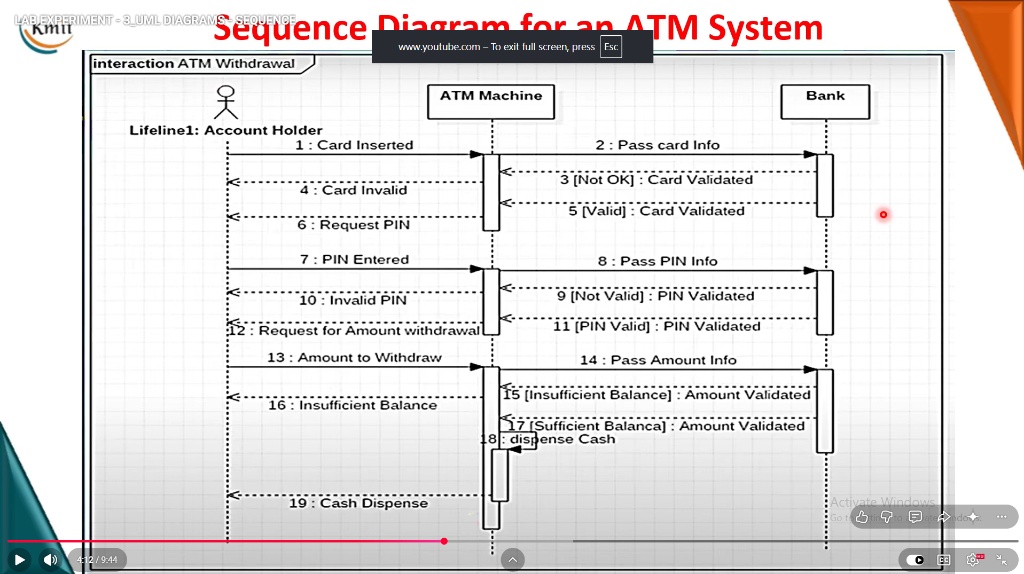 LAB EXPERIMENT - 3_UML DIAGRAMS - SEQUENCE
kmit
Sequence Diagram for an ATM System
www.youtube.com – To exit full screen, press Esc
interaction ATM Withdrawal
ATM Machine
Bank
Lifeline1: Account Holder
1 : Card Inserted
2 : Pass card Info
3 [Not OK] : Card Validated
4 : Card Invalid
5 [Valid] : Card Validated
6 : Request PIN
7 : PIN Entered
8 : Pass PIN Info
9 [Not Valid] : PIN Validated
10 : Invalid PIN
11 [PIN Valid] : PIN Validated
12 : Request for Amount withdrawal
13 : Amount to Withdraw
14 : Pass Amount Info
15 [Insufficient Balance] : Amount Validated
16 : Insufficient Balance
17 [Sufficient Balanca] : Amount Validated
18 : dispense Cash
19 : Cash Dispense
Activate Windows
4:12 / 9:44